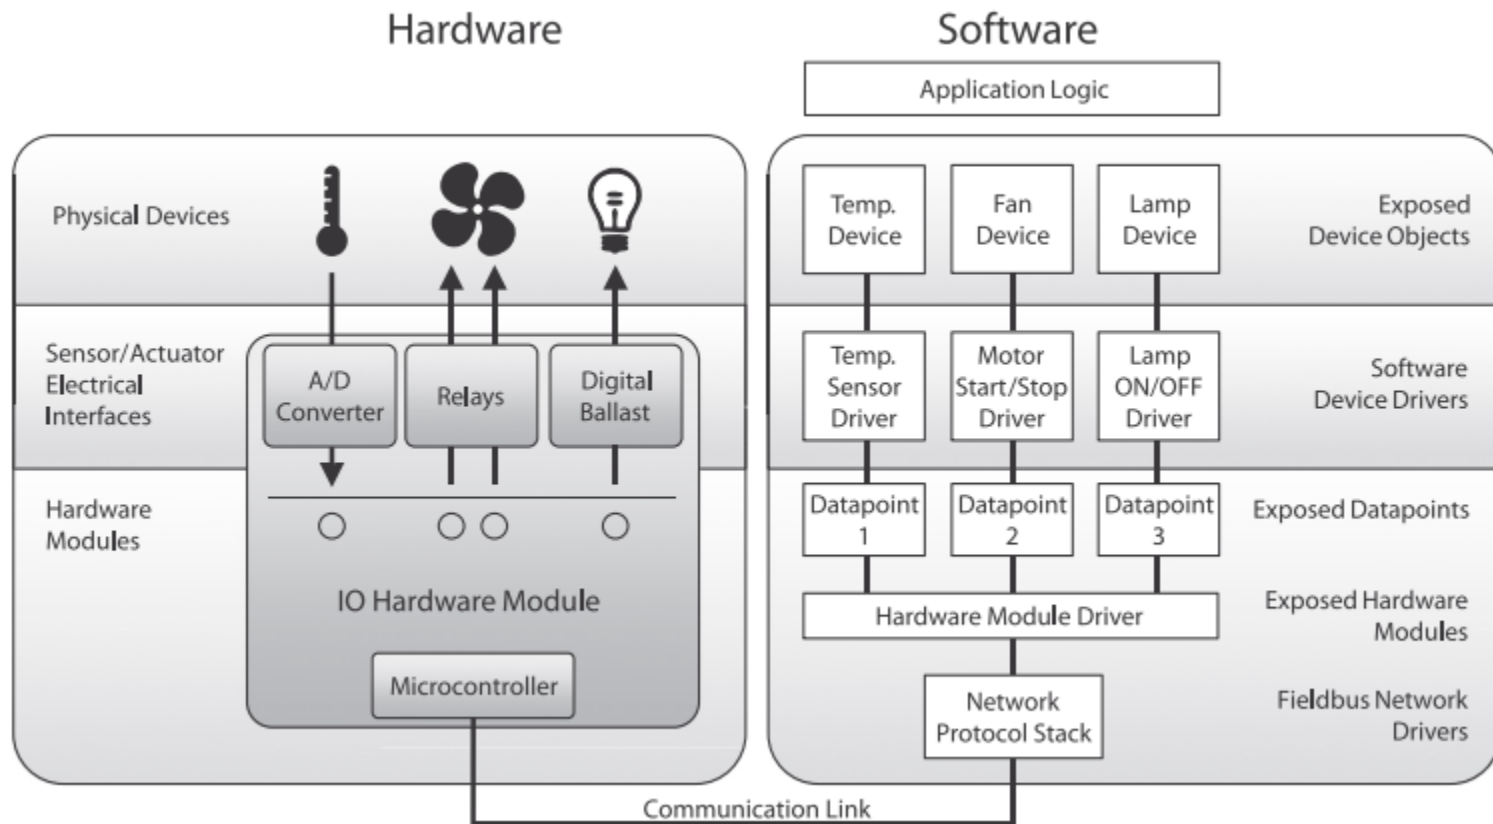 Hardware
Software
Application Logic
Physical Devices
Temp.
Device
Fan
Device
Lamp
Device
Exposed
Device Objects
Sensor/Actuator
Electrical
Interfaces
A/D
Converter
Relays
Digital
Ballast
Temp.
Sensor
Driver
Motor
Start/Stop
Driver
Lamp
ON/OFF
Driver
Software
Device Drivers
Hardware
Modules
Datapoint
1
Datapoint
2
Datapoint
3
Exposed Datapoints
IO Hardware Module
Hardware Module Driver
Exposed Hardware
Modules
Microcontroller
Network
Protocol Stack
Fieldbus Network
Drivers
Communication Link